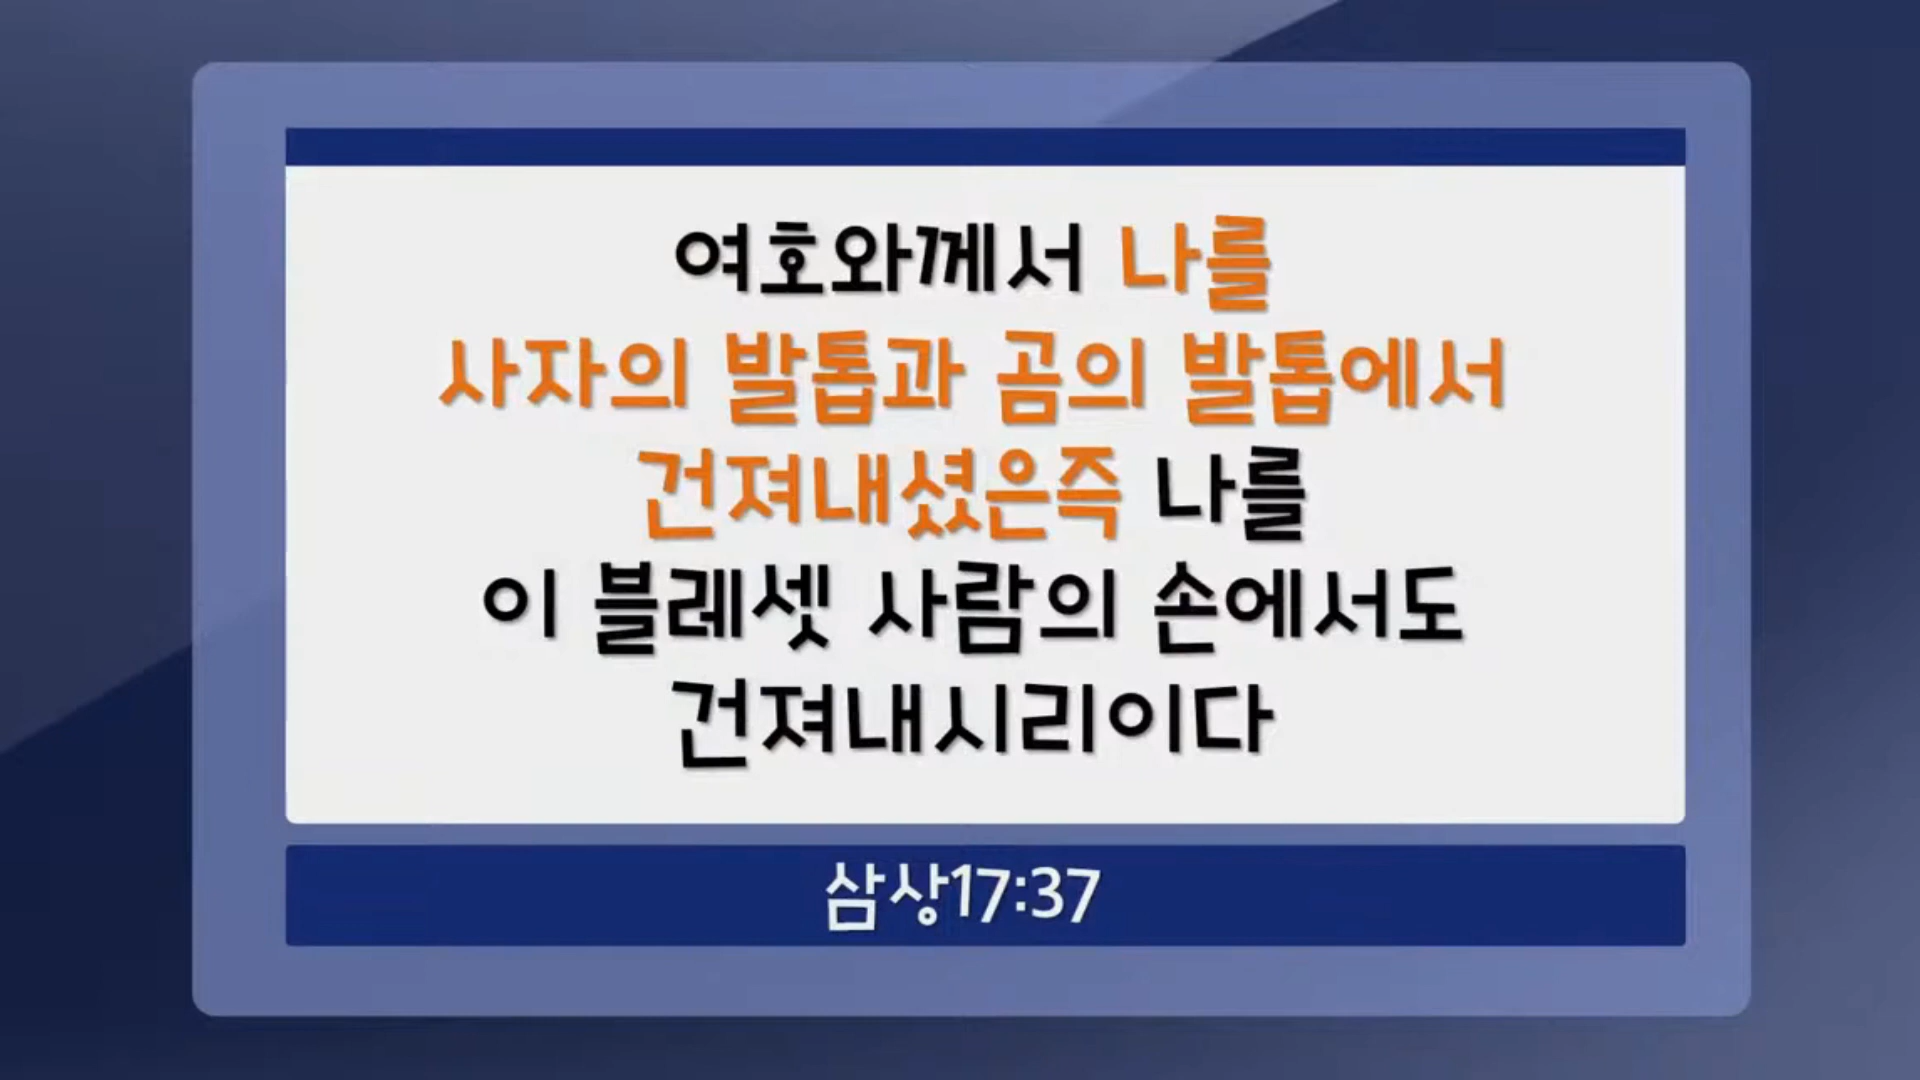 여호와께서 나를
사자의 발톱과 곰의 발톱에서
건져내셨은즉 나를
이 블레셋 사람의 손에서도
건져내시리이다
삼상17:37